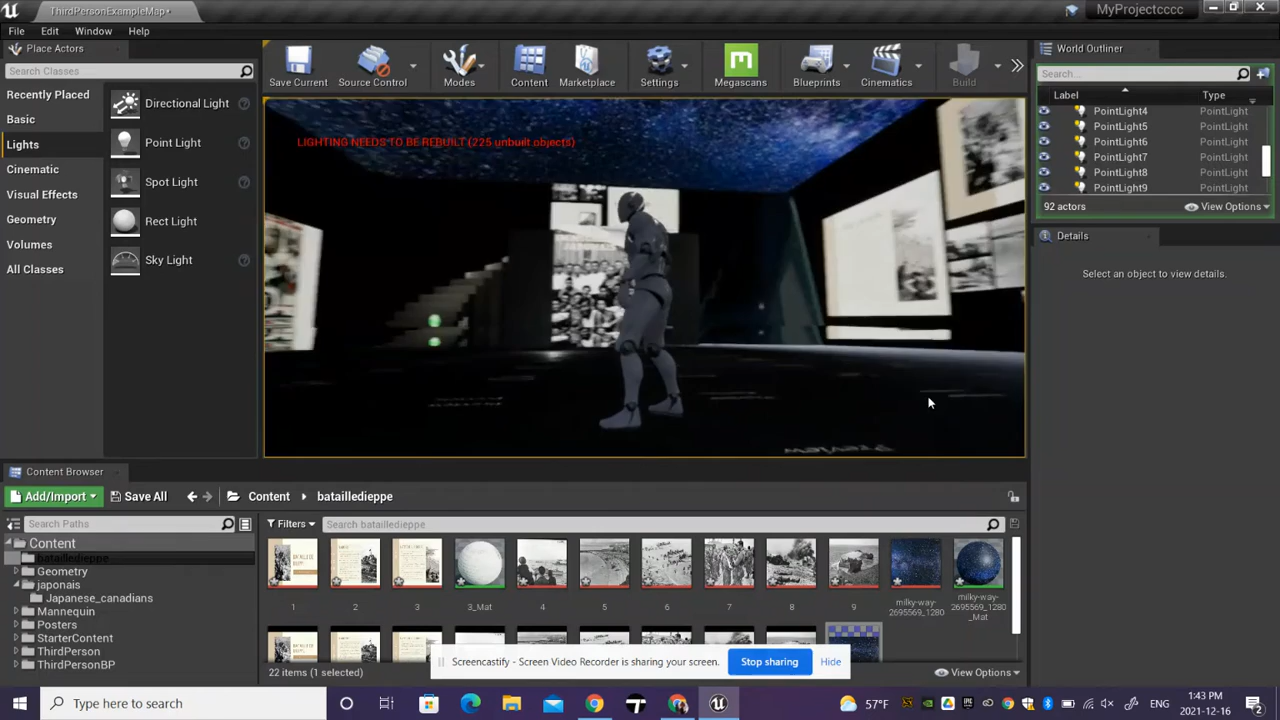 ThirdPersonExampleMap*
MyProjectcccc
File Edit Window Help
Place Actors
Search Classes
Recently Placed
Basic
Lights
Cinematic
Visual Effects
Geometry
Volumes
All Classes
Directional Light
Point Light
Spot Light
Rect Light
Sky Light
Save Current
Source Control
Modes
Content
Marketplace
Settings
Megascans
Blueprints
Cinematics
Build
LIGHTING NEEDS TO BE REBUILT (225 unbuilt objects)
World Outliner
Search...
Label Type
PointLight4 PointLight
PointLight5 PointLight
PointLight6 PointLight
PointLight7 PointLight
PointLight8 PointLight
PointLight9 PointLight
92 actors View Options
Details
Select an object to view details.
Content Browser
Add/Import Save All Content batailledieppe
Search Paths
Filters Search batailledieppe
Content
batailledieppe
Geometry
japonais
Japanese_canadians
Mannequin
Posters
StarterContent
ThirdPerson
ThirdPersonBP
1 2 3 3_Mat 4 5 6 7 8 9
milky-way-2695569_1280
milky-way-2695569_1280_Mat
22 items (1 selected) View Options
Screencastify - Screen Video Recorder is sharing your screen. Stop sharing Hide
Type here to search
57°F
ENG
1:43 PM
2021-12-16
2